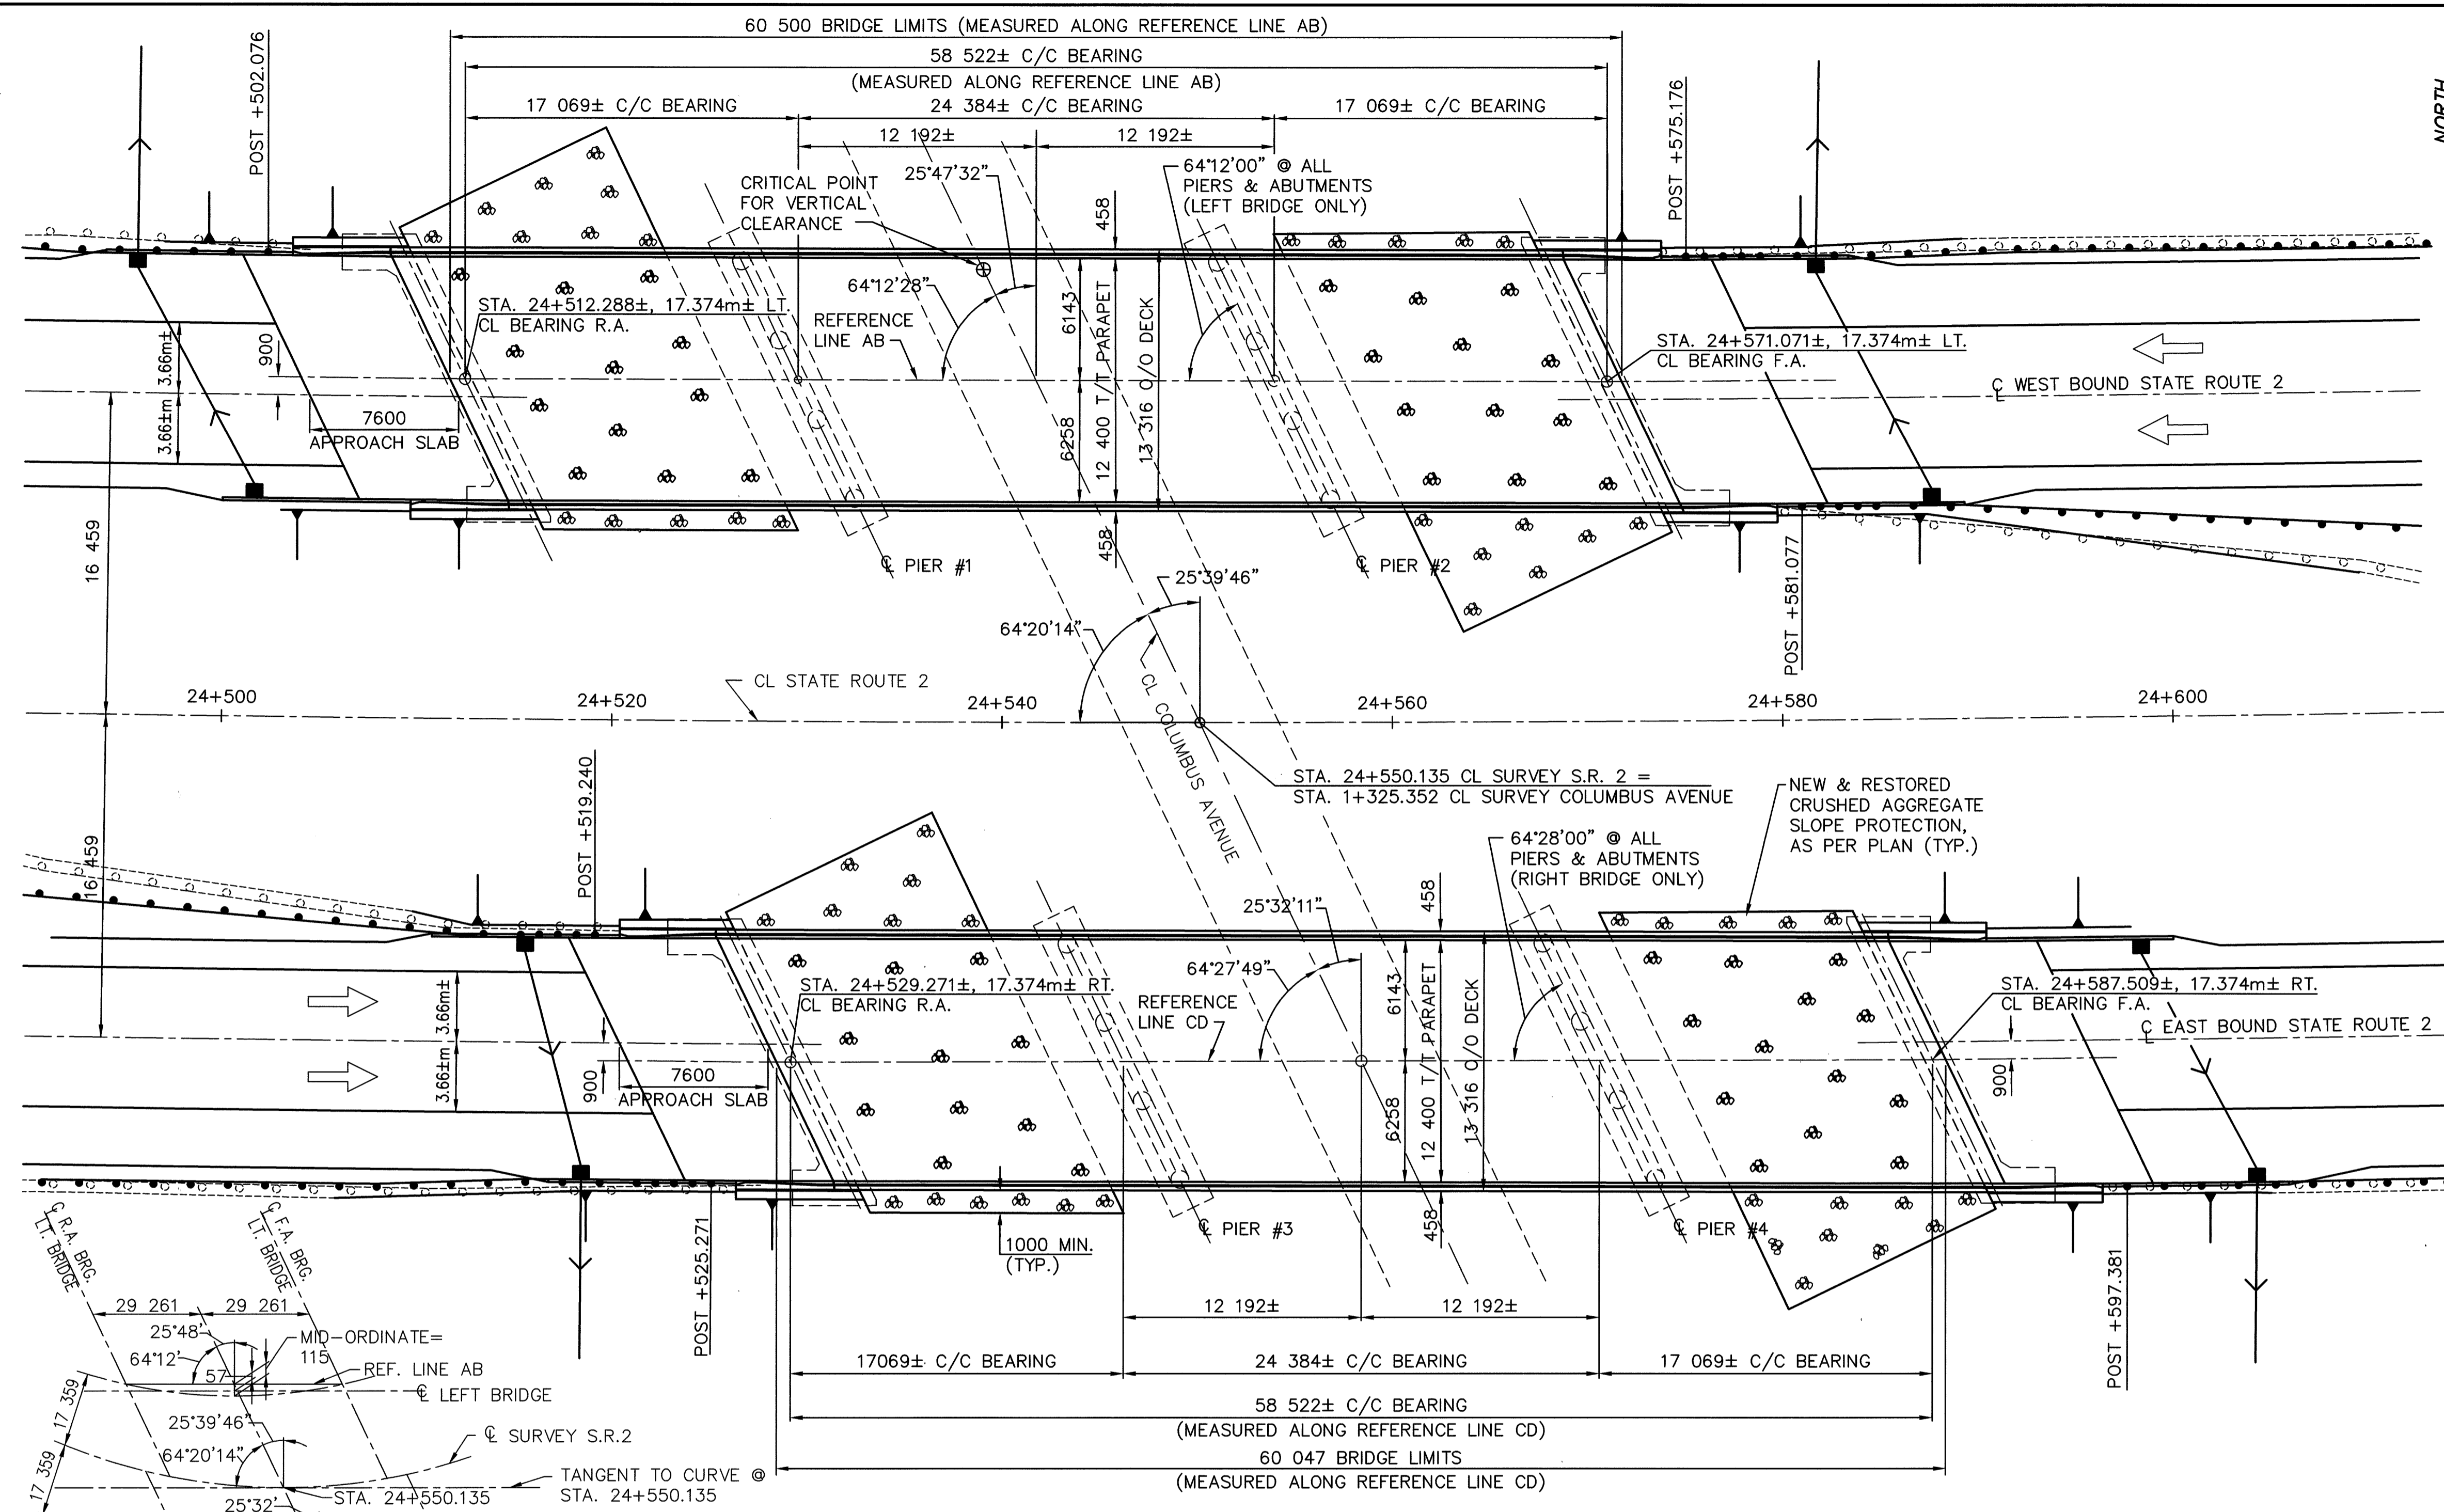 60 500 BRIDGE LIMITS (MEASURED ALONG REFERENCE LINE AB)
58 522± C/C BEARING
(MEASURED ALONG REFERENCE LINE AB)
17 069± C/C BEARING
24 384± C/C BEARING
17 069± C/C BEARING
12 192±
12 192±
POST +502.076
POST +575.176
NORTH
CRITICAL POINT
FOR VERTICAL
CLEARANCE
25°47'32"
64°12'00" @ ALL
PIERS & ABUTMENTS
(LEFT BRIDGE ONLY)
458
64°12'28"
STA. 24+512.288±, 17.374m± LT.
CL BEARING R.A.
REFERENCE
LINE AB
6143
12 400 T/T PARAPET
13 316 O/O DECK
STA. 24+571.071±, 17.374m± LT.
CL BEARING F.A.
3.66m±
900
3.66±m
7600
APPROACH SLAB
℄ WEST BOUND STATE ROUTE 2
6258
458
16 459
℄ PIER #1
℄ PIER #2
25°39'46"
64°20'14"
POST +581.077
CL STATE ROUTE 2
CL COLUMBUS AVENUE
24+500
24+520
24+540
24+560
24+580
24+600
STA. 24+550.135 CL SURVEY S.R. 2 =
STA. 1+325.352 CL SURVEY COLUMBUS AVENUE
NEW & RESTORED
CRUSHED AGGREGATE
SLOPE PROTECTION,
AS PER PLAN (TYP.)
POST +519.240
16 459
64°28'00" @ ALL
PIERS & ABUTMENTS
(RIGHT BRIDGE ONLY)
458
25°32'11"
64°27'49"
STA. 24+529.271±, 17.374m± RT.
CL BEARING R.A.
REFERENCE
LINE CD
6143
12 400 T/T PARAPET
13 316 O/O DECK
STA. 24+587.509±, 17.374m± RT.
CL BEARING F.A.
℄ EAST BOUND STATE ROUTE 2
3.66m±
3.66±m
900
7600
APPROACH SLAB
900
6258
458
℄ PIER #3
℄ PIER #4
1000 MIN.
(TYP.)
POST +525.271
POST +597.381
12 192±
12 192±
17069± C/C BEARING
24 384± C/C BEARING
17 069± C/C BEARING
58 522± C/C BEARING
(MEASURED ALONG REFERENCE LINE CD)
60 047 BRIDGE LIMITS
(MEASURED ALONG REFERENCE LINE CD)
℄ R.A. BRG.
LT. BRIDGE
℄ F.A. BRG.
LT. BRIDGE
29 261
29 261
25°48'
64°12'
57
MID-ORDINATE=
115
REF. LINE AB
℄ LEFT BRIDGE
17 359
25°39'46"
64°20'14"
℄ SURVEY S.R.2
17 359
TANGENT TO CURVE @
STA. 24+550.135
STA. 24+550.135
25°32'